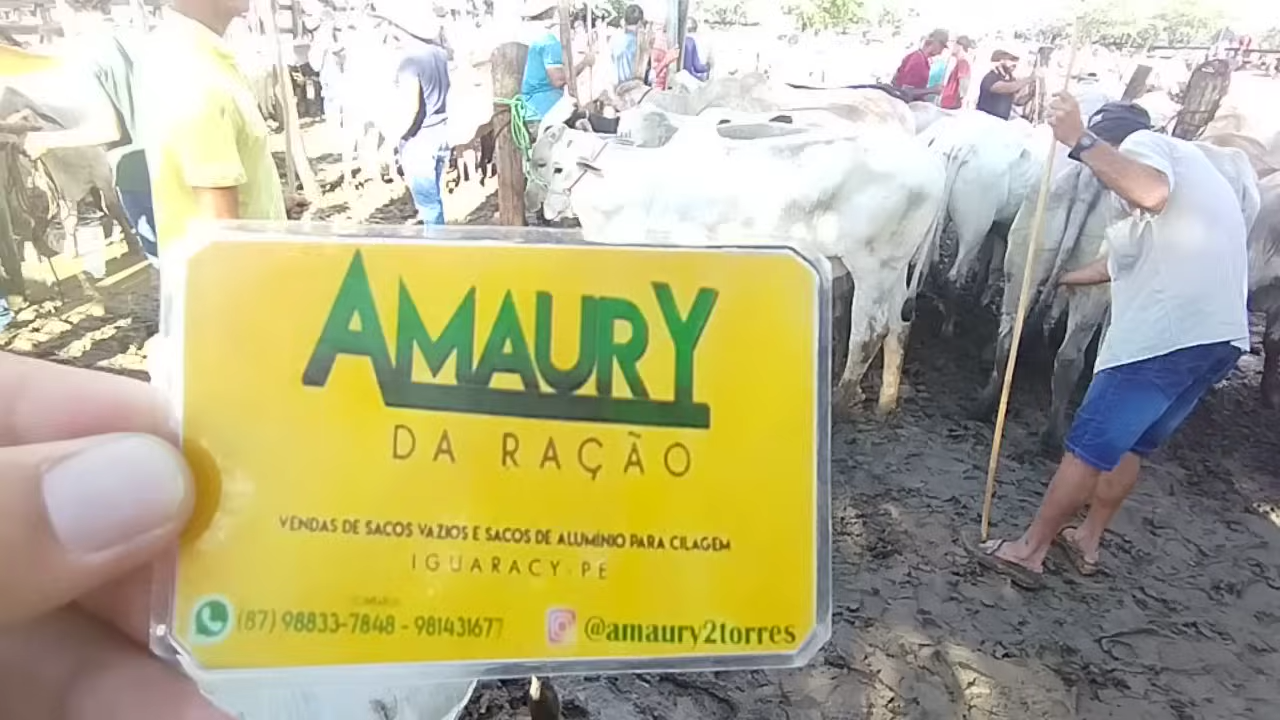 AMAURY
DA RAÇÃO
VENDAS DE SACOS VAZIOS E SACOS DE ALUMÍNIO PARA CILAGEM
IGUARACY-PE
(87) 98833-7848 - 981431677
@amaury2torres